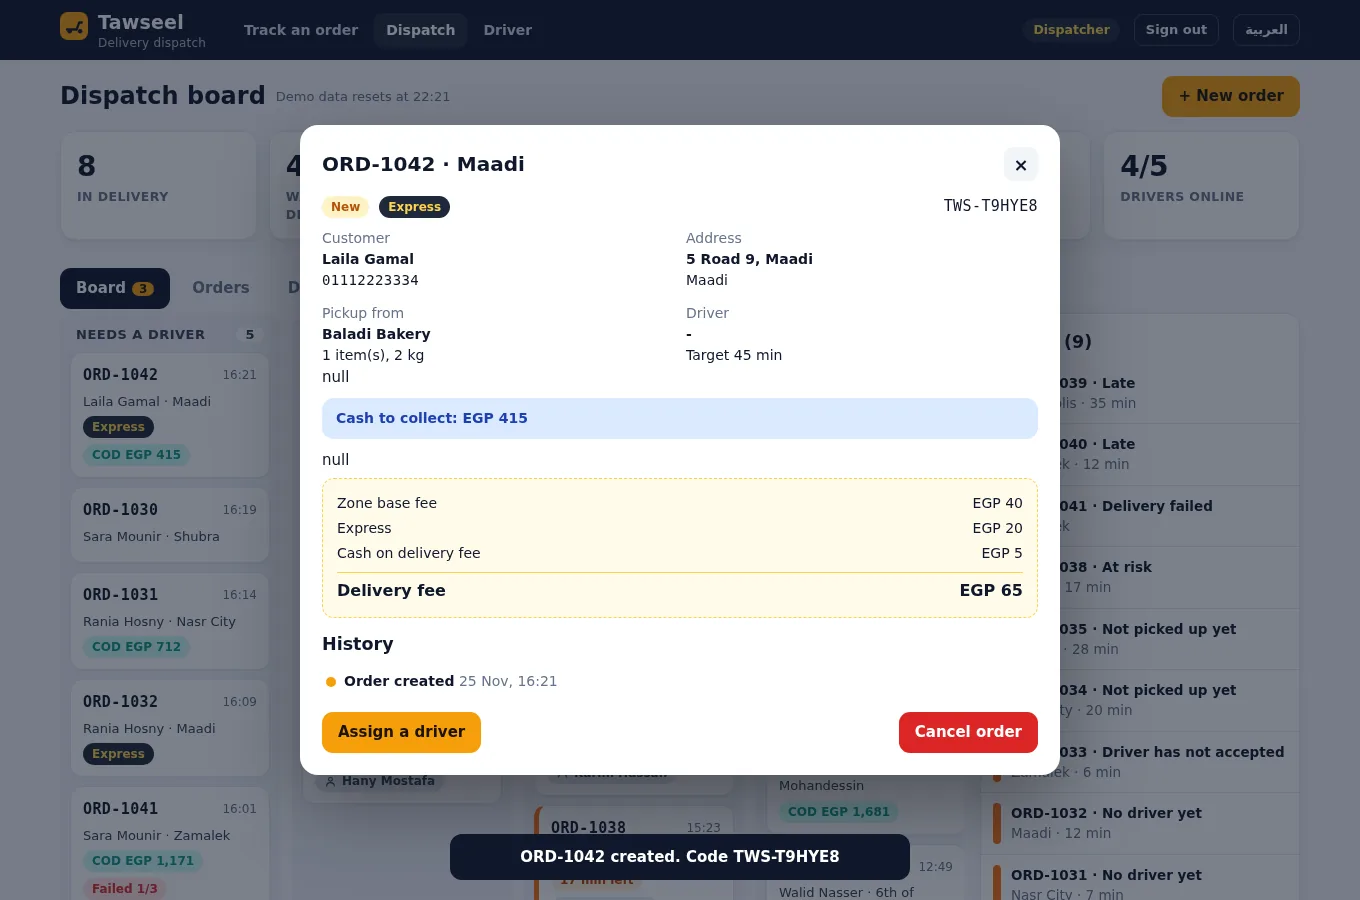 Tawseel
Delivery dispatch
Track an order
Dispatch
Driver
Dispatcher
Sign out
العربية
Dispatch board
Demo data resets at 22:21
+ New order
8
IN DELIVERY
4
4/5
DRIVERS ONLINE
Board 3
Orders
D
NEEDS A DRIVER 5
ORD-1042 16:21
Laila Gamal · Maadi
Express
COD EGP 415
ORD-1030 16:19
Sara Mounir · Shubra
ORD-1031 16:14
Rania Hosny · Nasr City
COD EGP 712
ORD-1032 16:09
Rania Hosny · Maadi
Express
ORD-1041 16:01
Sara Mounir · Zamalek
COD EGP 1,171
Failed 1/3
ORD-1042 · Maadi
×
New
Express
TWS-T9HYE8
Customer
Laila Gamal
01112223334
Address
5 Road 9, Maadi
Maadi
Pickup from
Baladi Bakery
1 item(s), 2 kg
null
Driver
-
Target 45 min
Cash to collect: EGP 415
null
Zone base fee EGP 40
Express EGP 20
Cash on delivery fee EGP 5
Delivery fee EGP 65
History
Order created 25 Nov, 16:21
Assign a driver
Cancel order
Hany Mostafa
ORD-1038 15:23
17 min left
Mohandessin
COD EGP 1,681
12:49
Walid Nasser · 6th of
(9)
039 · Late
lis · 35 min
040 · Late
ek · 12 min
041 · Delivery failed
ek
038 · At risk
· 17 min
035 · Not picked up yet
· 28 min
034 · Not picked up yet
ty · 20 min
033 · Driver has not accepted
Zamalek · 6 min
ORD-1032 · No driver yet
Maadi · 12 min
ORD-1031 · No driver yet
Nasr City · 7 min
ORD-1042 created. Code TWS-T9HYE8